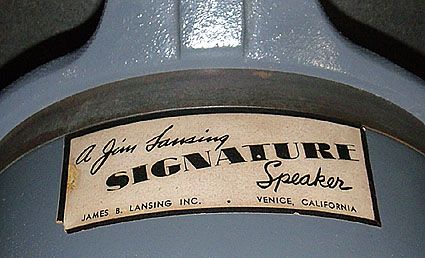 A Jim Lansing
SIGNATURE
Speaker
JAMES B. LANSING INC. • VENICE, CALIFORNIA